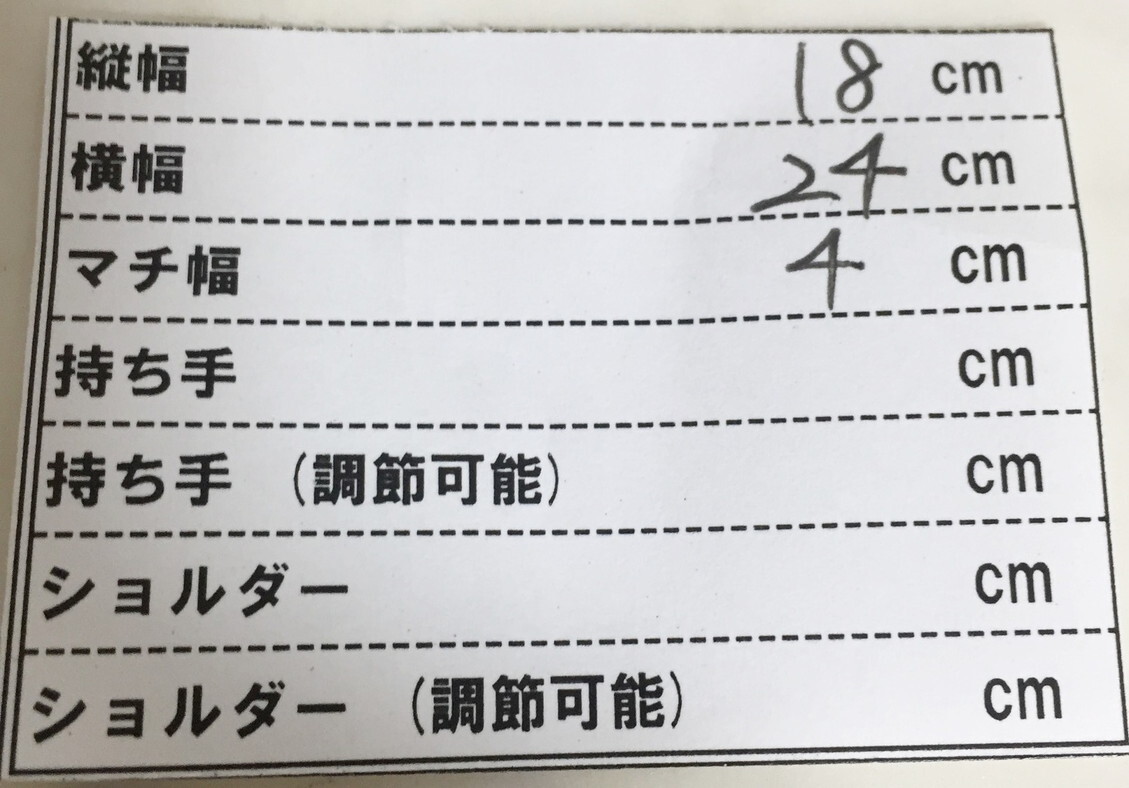 縦幅 18 cm
横幅 24 cm
マチ幅 4 cm
持ち手 cm
持ち手 (調節可能) cm
ショルダー cm
ショルダー (調節可能) cm